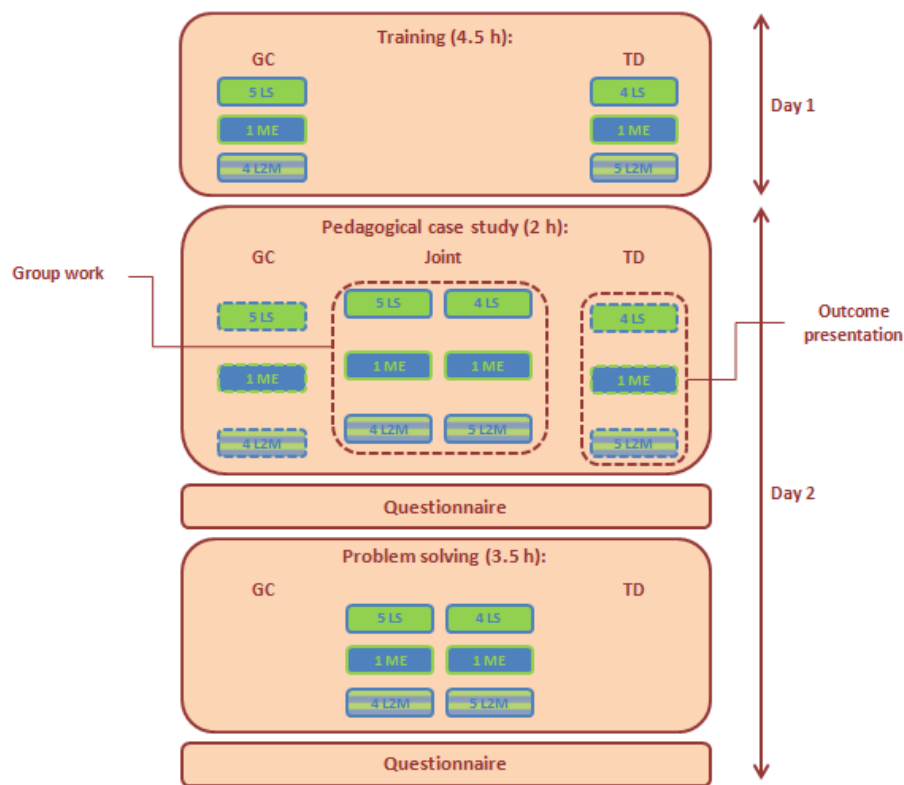 Training (4.5 h):
GC
TD
5 LS
4 LS
1 ME
1 ME
4 L2M
5 L2M
Day 1
Pedagogical case study (2 h):
GC
Joint
TD
Group work
5 LS
5 LS
4 LS
4 LS
Outcome
presentation
1 ME
1 ME
1 ME
1 ME
4 L2M
4 L2M
5 L2M
5 L2M
Day 2
Questionnaire
Problem solving (3.5 h):
GC
TD
5 LS
4 LS
1 ME
1 ME
4 L2M
5 L2M
Questionnaire